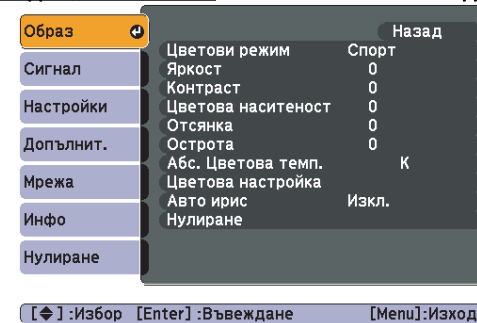 Образ
Сигнал
Настройки
Допълнит.
Мрежа
Инфо
Нулиране
Назад
Цветови режим Спорт
Яркост 0
Контраст 0
Цветова наситеност 0
Отсянка 0
Острота 0
Абс. Цветова темп. K
Цветова настройка
Авто ирис Изкл.
Нулиране
[◆] :Избор [Enter] :Въвеждане [Menu]:Изход